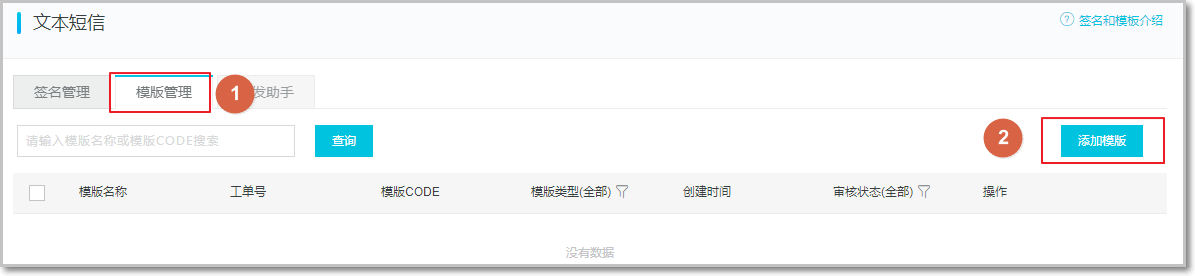 文本短信
签名和模板介绍
签名管理 模版管理 1 发助手
请输入模版名称或模版CODE搜索 查询 2 添加模版
模版名称 工单号 模版CODE 模版类型(全部) 创建时间 审核状态(全部) 操作
没有数据